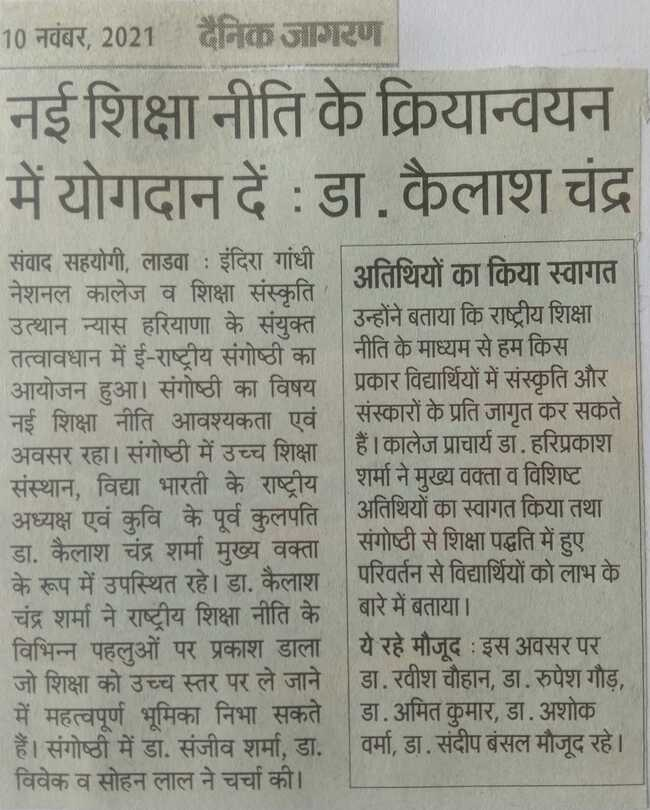 10 नवंबर, 2021 दैनिक जागरण
नई शिक्षा नीति के क्रियान्वयन
में योगदान दें : डा . कैलाश चंद्र
संवाद सहयोगी, लाडवा : इंदिरा गांधी
नेशनल कालेज व शिक्षा संस्कृति
उत्थान न्यास हरियाणा के संयुक्त
तत्वावधान में ई-राष्ट्रीय संगोष्ठी का
आयोजन हुआ। संगोष्ठी का विषय
नई शिक्षा नीति आवश्यकता एवं
अवसर रहा। संगोष्ठी में उच्च शिक्षा
संस्थान, विद्या भारती के राष्ट्रीय
अध्यक्ष एवं कुवि के पूर्व कुलपति
डा. कैलाश चंद्र शर्मा मुख्य वक्ता
के रूप में उपस्थित रहे। डा. कैलाश
चंद्र शर्मा ने राष्ट्रीय शिक्षा नीति के
विभिन्न पहलुओं पर प्रकाश डाला
जो शिक्षा को उच्च स्तर पर ले जाने
में महत्वपूर्ण भूमिका निभा सकते
हैं। संगोष्ठी में डा. संजीव शर्मा, डा.
विवेक व सोहन लाल ने चर्चा की।
अतिथियों का किया स्वागत
उन्होंने बताया कि राष्ट्रीय शिक्षा
नीति के माध्यम से हम किस
प्रकार विद्यार्थियों में संस्कृति और
संस्कारों के प्रति जागृत कर सकते
हैं। कालेज प्राचार्य डा . हरिप्रकाश
शर्मा ने मुख्य वक्ता व विशिष्ट
अतिथियों का स्वागत किया तथा
संगोष्ठी से शिक्षा पद्धति में हुए
परिवर्तन से विद्यार्थियों को लाभ के
बारे में बताया।
ये रहे मौजूद : इस अवसर पर
डा . रवीश चौहान, डा . रुपेश गौड़,
डा . अमित कुमार, डा . अशोक
वर्मा, डा . संदीप बंसल मौजूद रहे।